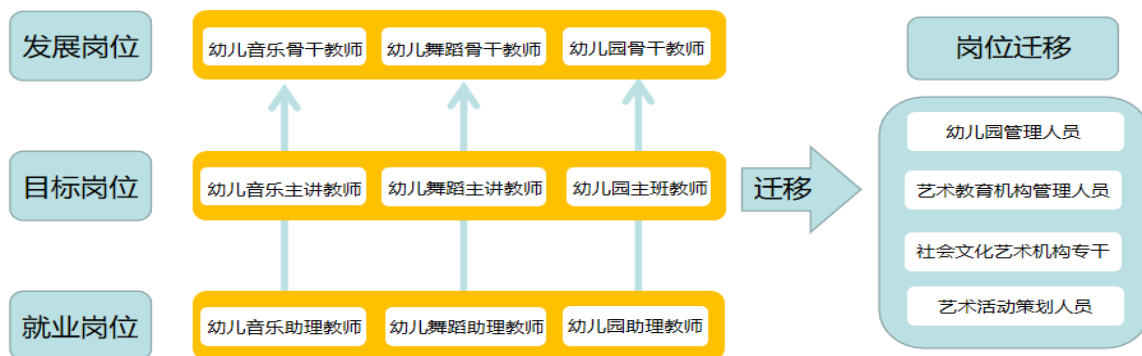 发展岗位
幼儿音乐骨干教师 幼儿舞蹈骨干教师 幼儿园骨干教师
目标岗位
幼儿音乐主讲教师 幼儿舞蹈主讲教师 幼儿园主班教师
就业岗位
幼儿音乐助理教师 幼儿舞蹈助理教师 幼儿园助理教师
迁移
岗位迁移
幼儿园管理人员
艺术教育机构管理人员
社会文化艺术机构专干
艺术活动策划人员